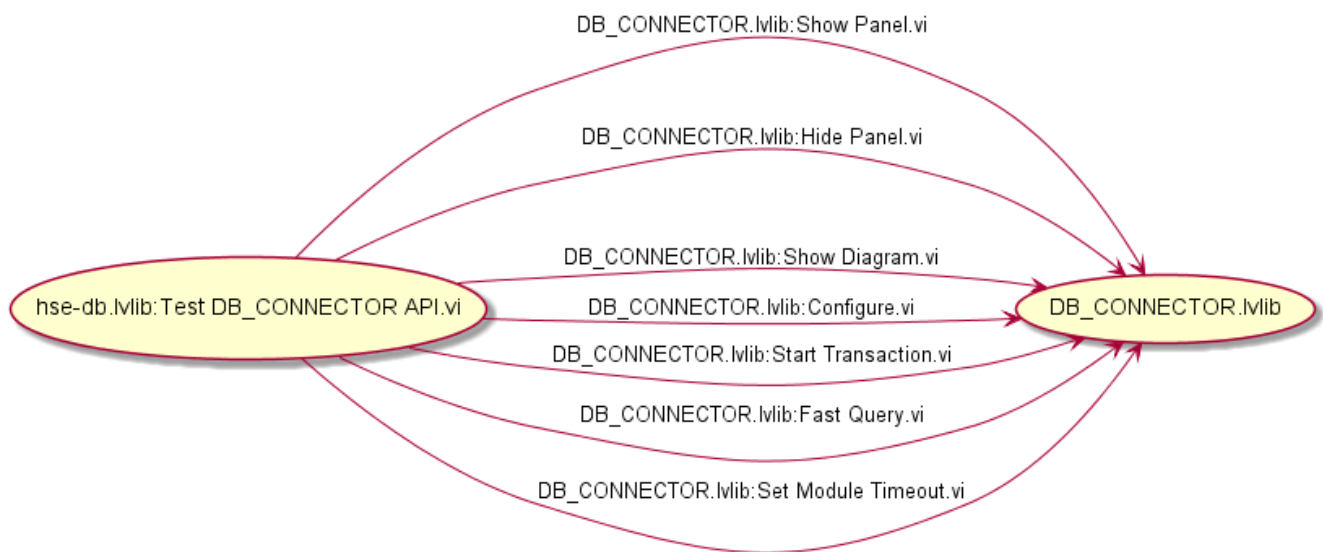 DB_CONNECTOR.lvlib:Show Panel.vi
DB_CONNECTOR.lvlib:Hide Panel.vi
DB_CONNECTOR.lvlib:Show Diagram.vi
hse-db.lvlib:Test DB_CONNECTOR API.vi
DB_CONNECTOR.lvlib:Configure.vi
DB_CONNECTOR.lvlib
DB_CONNECTOR.lvlib:Start Transaction.vi
DB_CONNECTOR.lvlib:Fast Query.vi
DB_CONNECTOR.lvlib:Set Module Timeout.vi